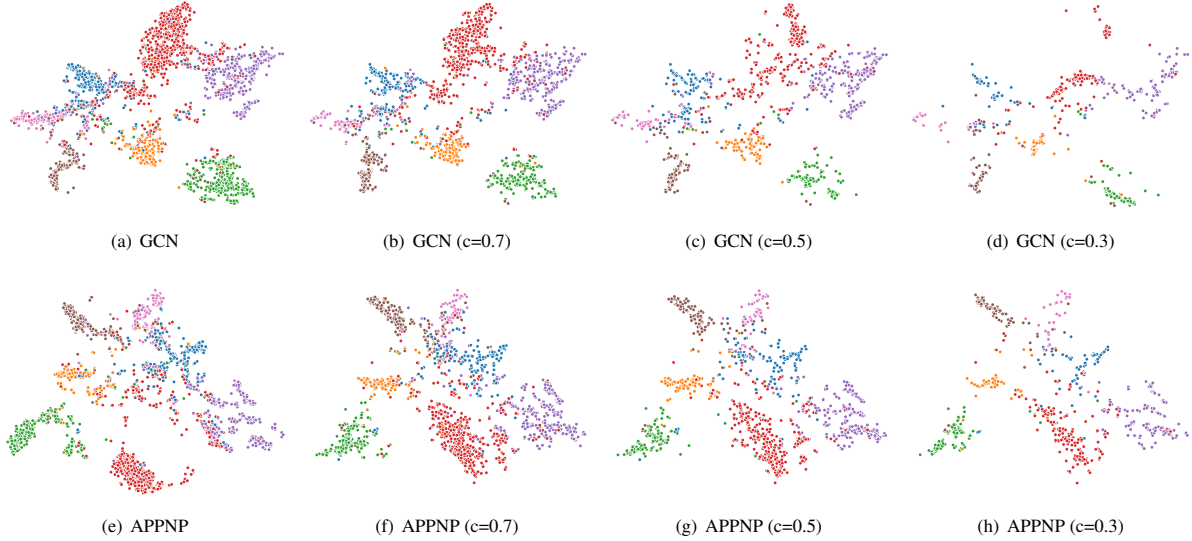 (a) GCN
(b) GCN (c=0.7)
(c) GCN (c=0.5)
(d) GCN (c=0.3)
(e) APPNP
(f) APPNP (c=0.7)
(g) APPNP (c=0.5)
(h) APPNP (c=0.3)